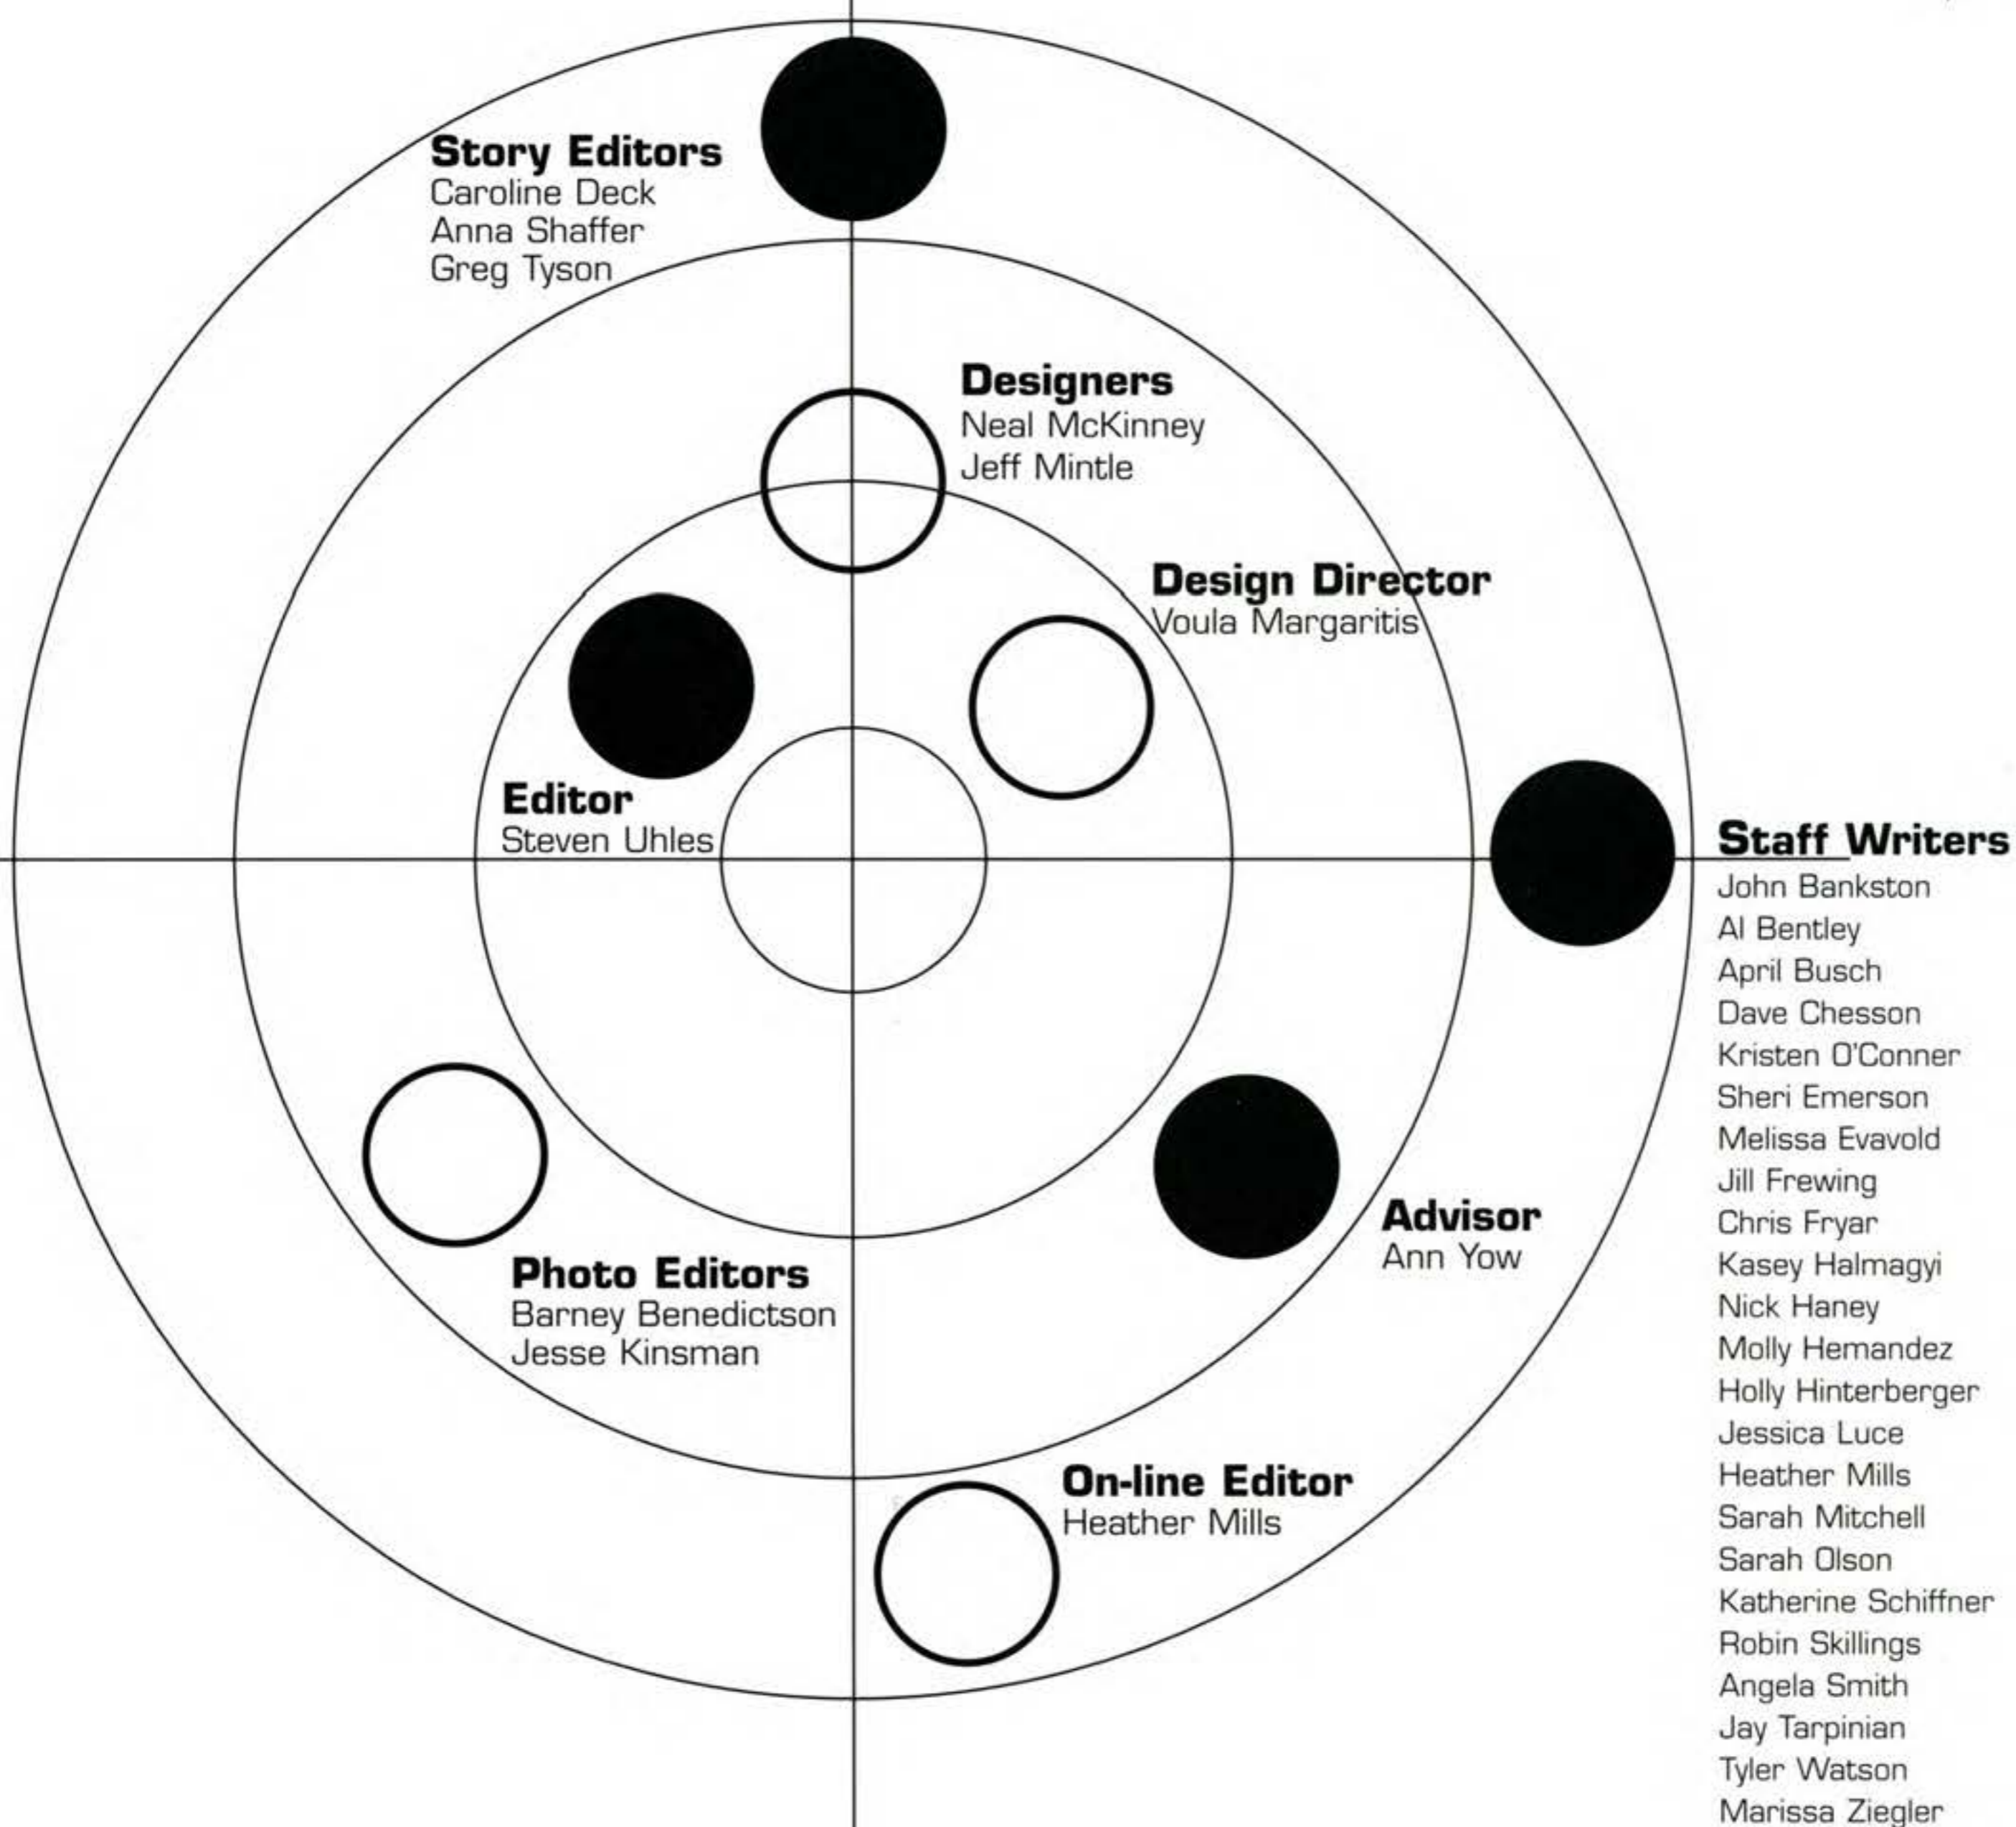 Story Editors
Caroline Deck
Anna Shaffer
Greg Tyson
Designers
Neal McKinney
Jeff Mintle
Design Director
Voula Margaritis
Editor
Steven Uhles
Staff Writers
John Bankston
Al Bentley
April Busch
Dave Chesson
Kristen O'Conner
Sheri Emerson
Melissa Evavold
Jill Frewing
Chris Fryar
Kasey Halmagyi
Nick Haney
Molly Hemandez
Holly Hinterberger
Jessica Luce
Heather Mills
Sarah Mitchell
Sarah Olson
Katherine Schiffner
Robin Skillings
Angela Smith
Jay Tarpinian
Tyler Watson
Marissa Ziegler
Advisor
Ann Yow
Photo Editors
Barney Benedictson
Jesse Kinsman
On-line Editor
Heather Mills